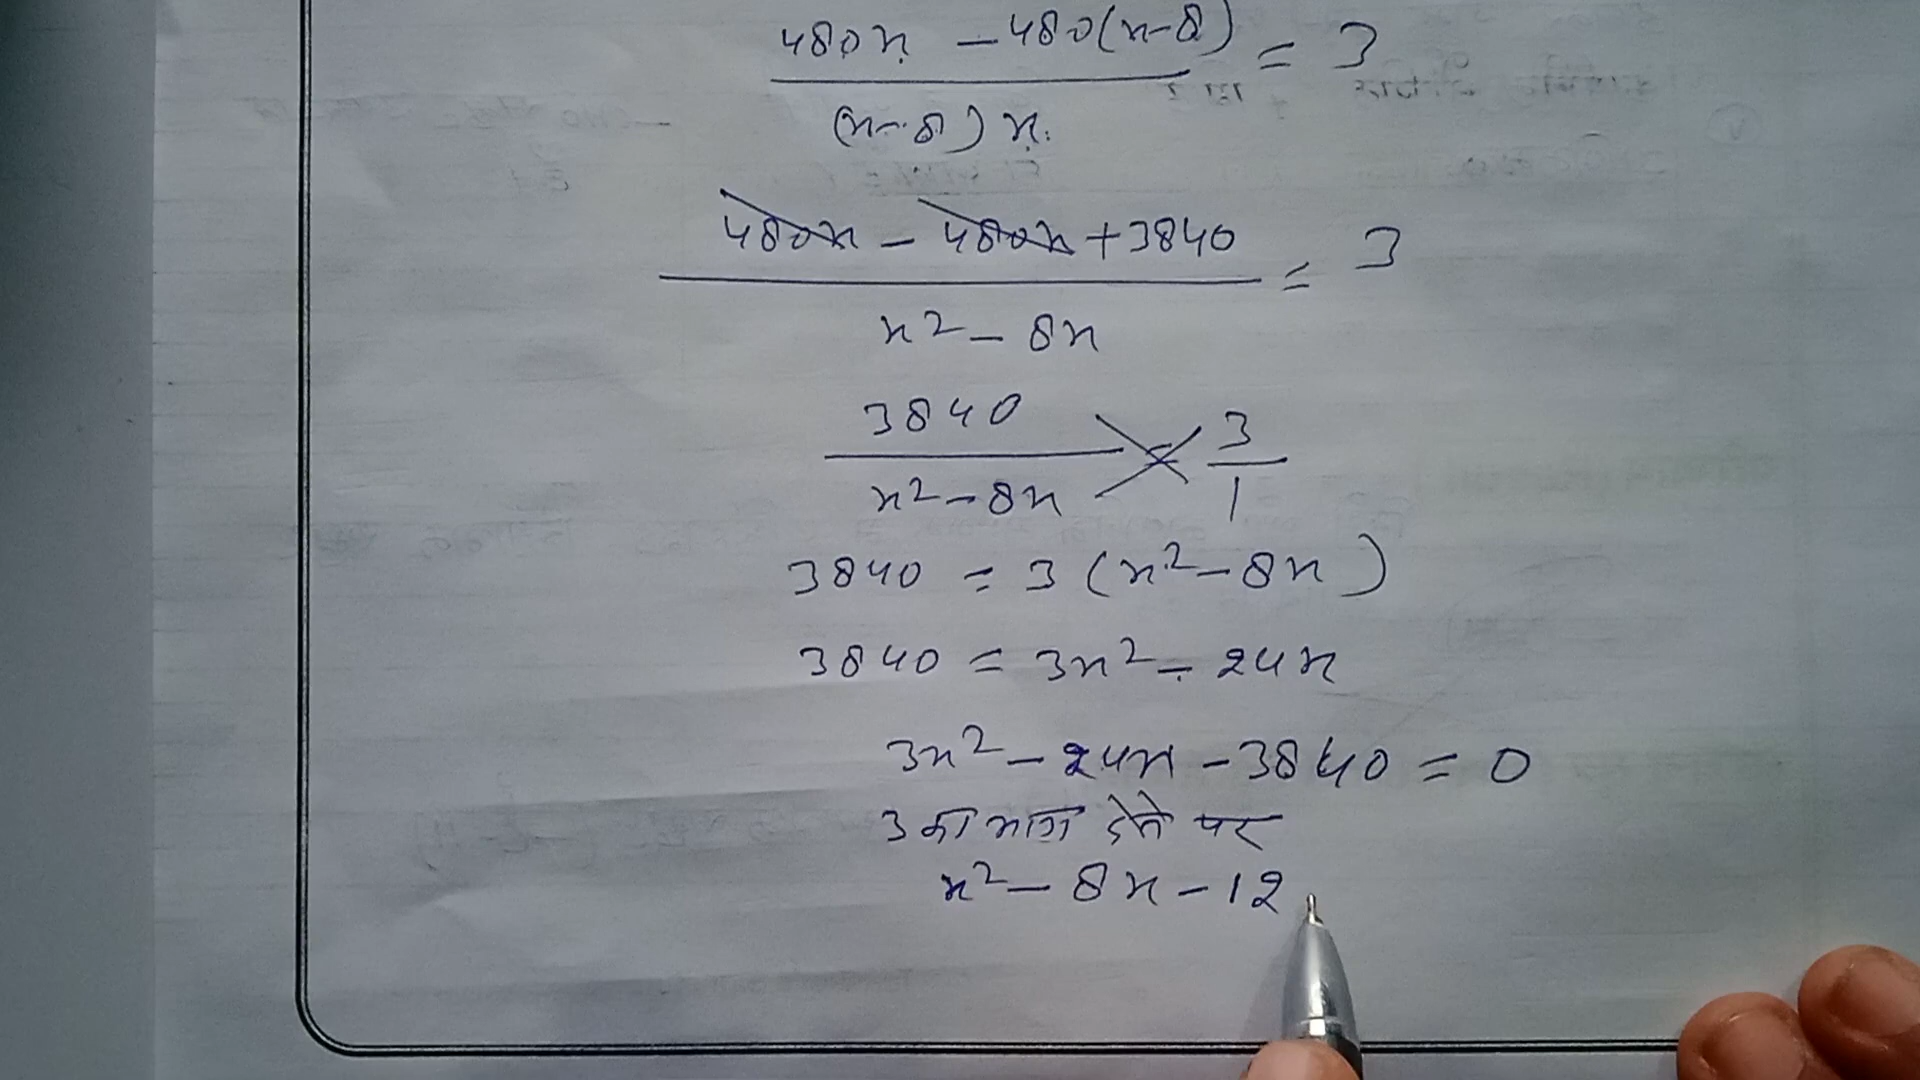 480x - 480(x-8) = 3
(x-8)x
480x - 480x + 3840 = 3
x² - 8x
3840 3
x² - 8x = 1
3840 = 3(x² - 8x)
3840 = 3x² - 24x
3x² - 24x - 3840 = 0
3 का भाग देने पर
x² - 8x - 12